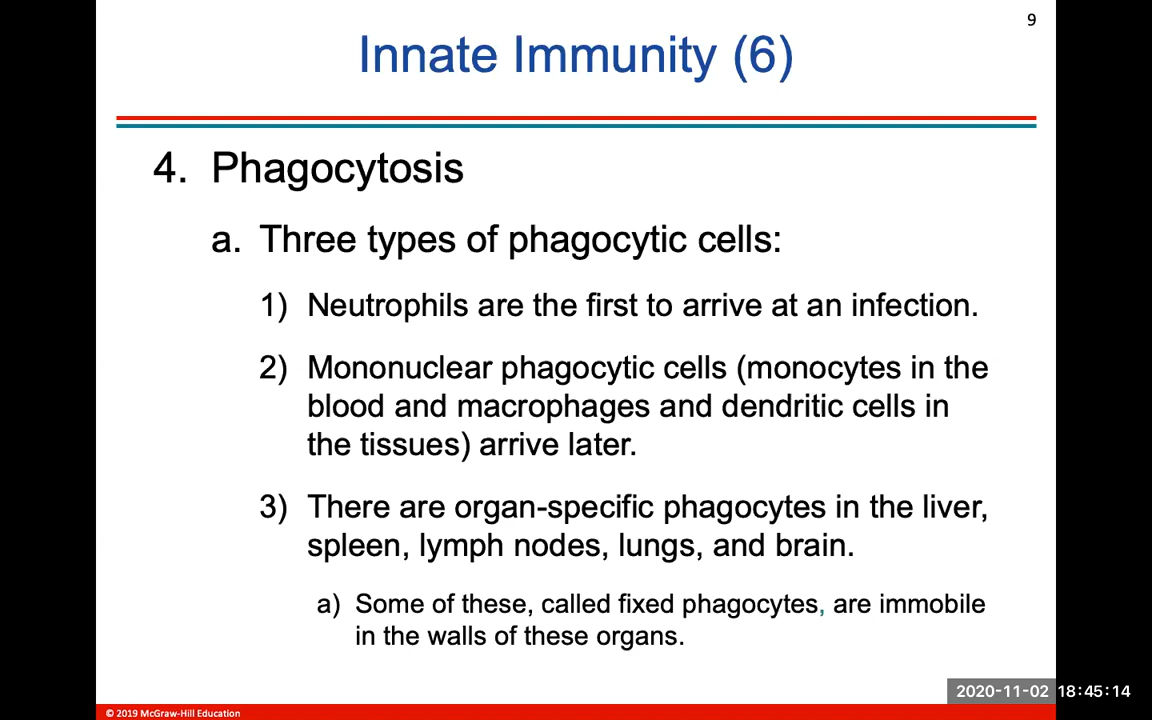 9
Innate Immunity (6)
4. Phagocytosis
a. Three types of phagocytic cells:
1) Neutrophils are the first to arrive at an infection.
2) Mononuclear phagocytic cells (monocytes in the
blood and macrophages and dendritic cells in
the tissues) arrive later.
3) There are organ-specific phagocytes in the liver,
spleen, lymph nodes, lungs, and brain.
a) Some of these, called fixed phagocytes, are immobile
in the walls of these organs.
2020-11-02 18:45:14
© 2019 McGraw-Hill Education